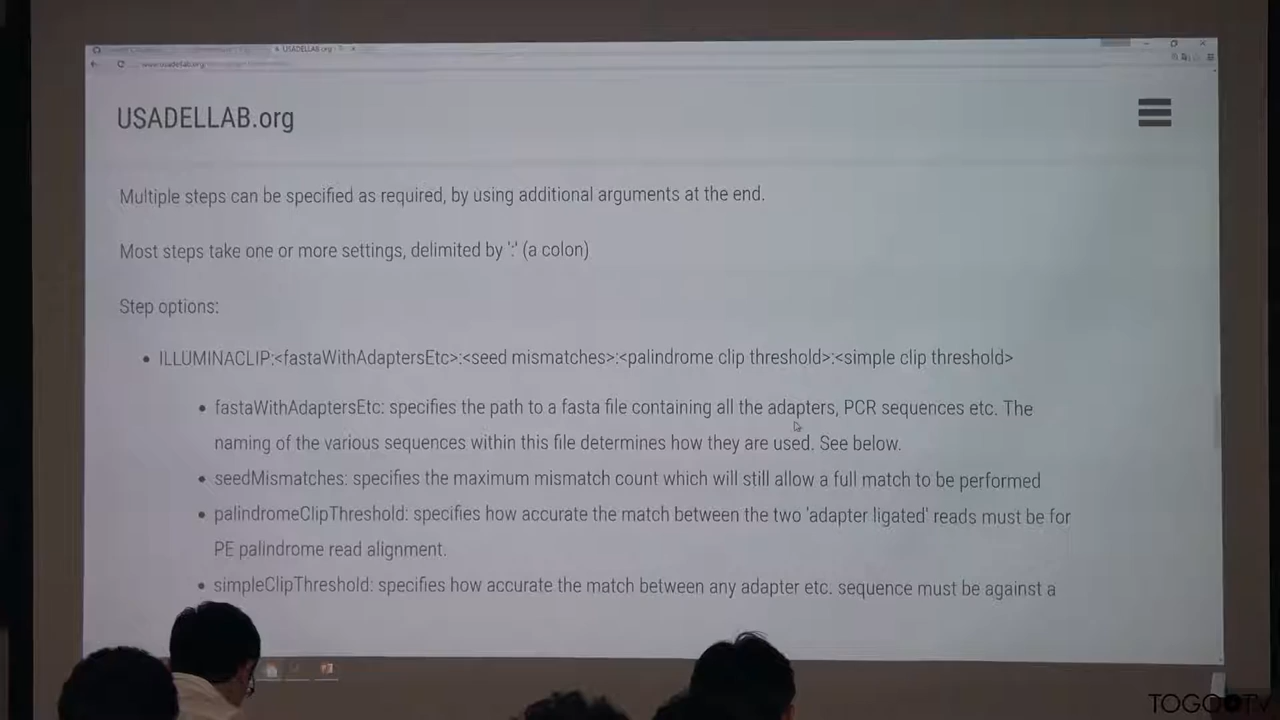 USADELLAB.org
www.usadellab.org
USADELLAB.org
Multiple steps can be specified as required, by using additional arguments at the end.
Most steps take one or more settings, delimited by ':' (a colon)
Step options:
• ILLUMINACLIP:<fastaWithAdaptersEtc>:<seed mismatches>:<palindrome clip threshold>:<simple clip threshold>
• fastaWithAdaptersEtc: specifies the path to a fasta file containing all the adapters, PCR sequences etc. The
naming of the various sequences within this file determines how they are used. See below.
• seedMismatches: specifies the maximum mismatch count which will still allow a full match to be performed
• palindromeClipThreshold: specifies how accurate the match between the two 'adapter ligated' reads must be for
PE palindrome read alignment.
• simpleClipThreshold: specifies how accurate the match between any adapter etc. sequence must be against a
TOGOTV